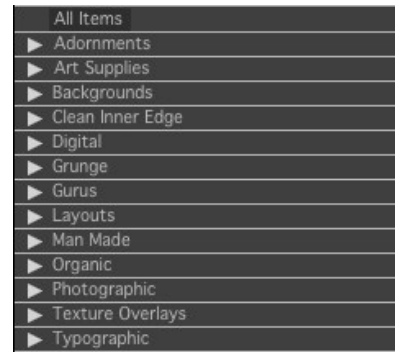 All Items
Adornments
Art Supplies
Backgrounds
Clean Inner Edge
Digital
Grunge
Gurus
Layouts
Man Made
Organic
Photographic
Texture Overlays
Typographic